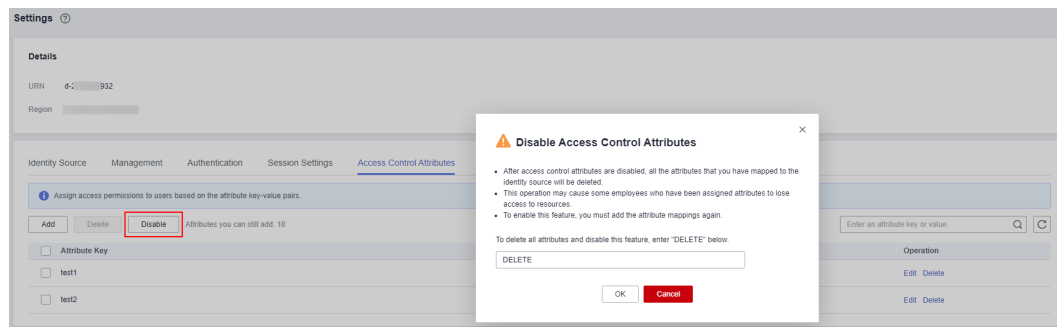 Settings
Details
URN d-2 932
Region
Identity Source Management Authentication Session Settings Access Control Attributes
Assign access permissions to users based on the attribute key-value pairs.
Add Delete Disable Attributes you can still add: 18
Enter an attribute key or value.
Attribute Key Operation
test1 Edit Delete
test2 Edit Delete
Disable Access Control Attributes
• After access control attributes are disabled, all the attributes that you have mapped to the
identity source will be deleted.
• This operation may cause some employees who have been assigned attributes to lose
access to resources.
• To enable this feature, you must add the attribute mappings again.
To delete all attributes and disable this feature, enter "DELETE" below.
DELETE
OK Cancel